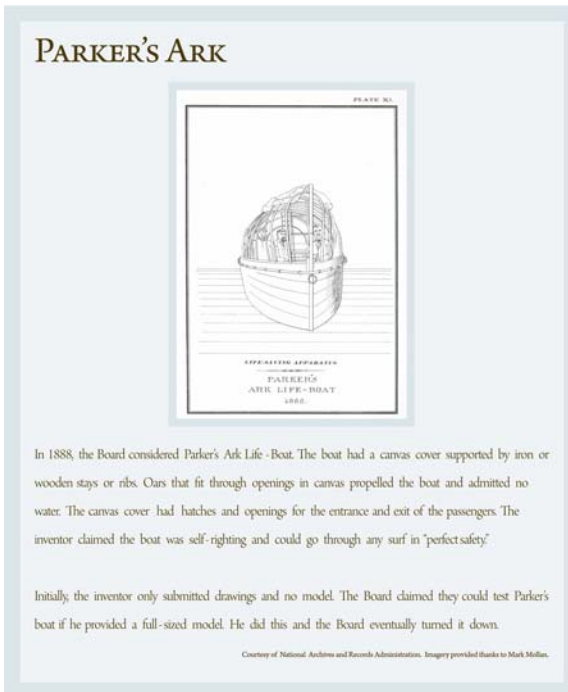 PARKER'S ARK
PLATE XI.
LIFE-SAVING APPARATUS
PARKER'S
ARK LIFE-BOAT
1888.
In 1888, the Board considered Parker's Ark Life - Boat. The boat had a canvas cover supported by iron or
wooden stays or ribs. Oars that fit through openings in canvas propelled the boat and admitted no
water. The canvas cover had hatches and openings for the entrance and exit of the passengers. The
inventor claimed the boat was self-righting and could go through any surf in "perfect safety."
Initially, the inventor only submitted drawings and no model. The Board claimed they could test Parker's
boat if he provided a full-sized model. He did this and the Board eventually turned it down.
Courtesy of National Archives and Records Administration. Imagery provided thanks to Mark Mollan.